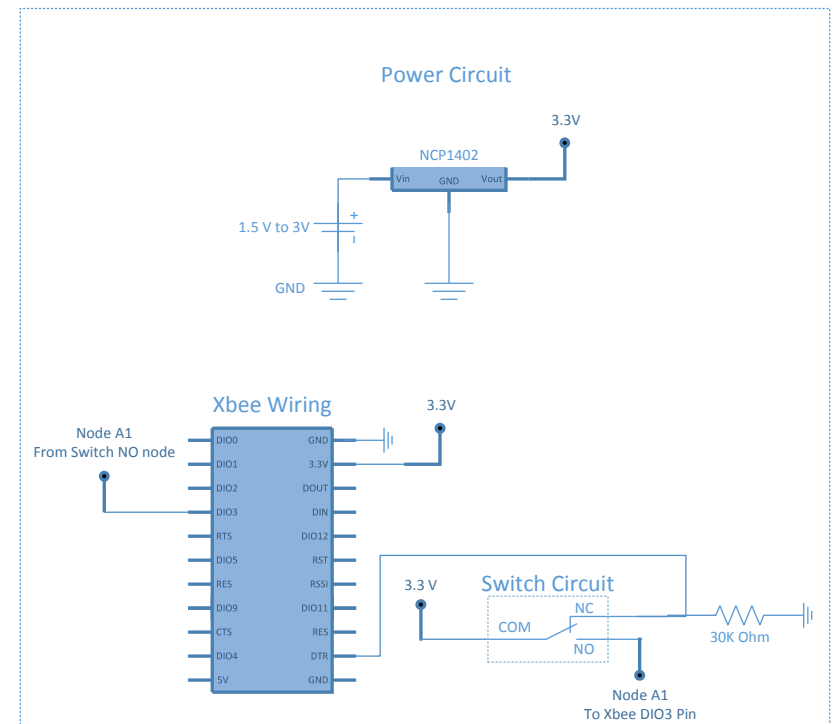 Power Circuit
3.3V
NCP1402
Vin
GND
Vout
1.5 V to 3V
+
GND
Xbee Wiring
3.3V
Node A1
From Switch NO node
DIO0
GND
DIO1
3.3V
DIO2
DOUT
DIO3
DIN
RTS
DIO12
DIO5
RST
RES
RSSI
DIO9
DIO11
CTS
RES
DIO4
DTR
5V
GND
3.3 V
Switch Circuit
NC
COM
NO
30K Ohm
Node A1
To Xbee DIO3 Pin